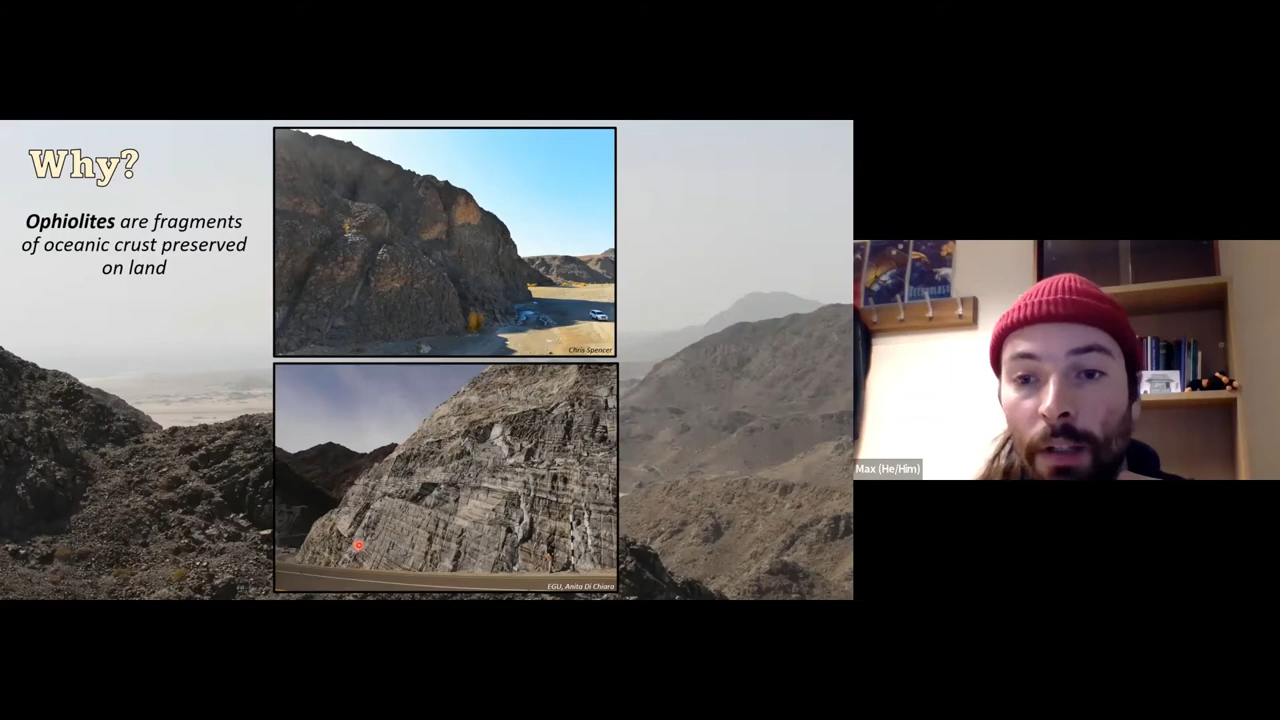 Why?
Ophiolites are fragments
of oceanic crust preserved
on land
Chris Spencer
EGU, Anita Di Chiara
Max (He/Him)